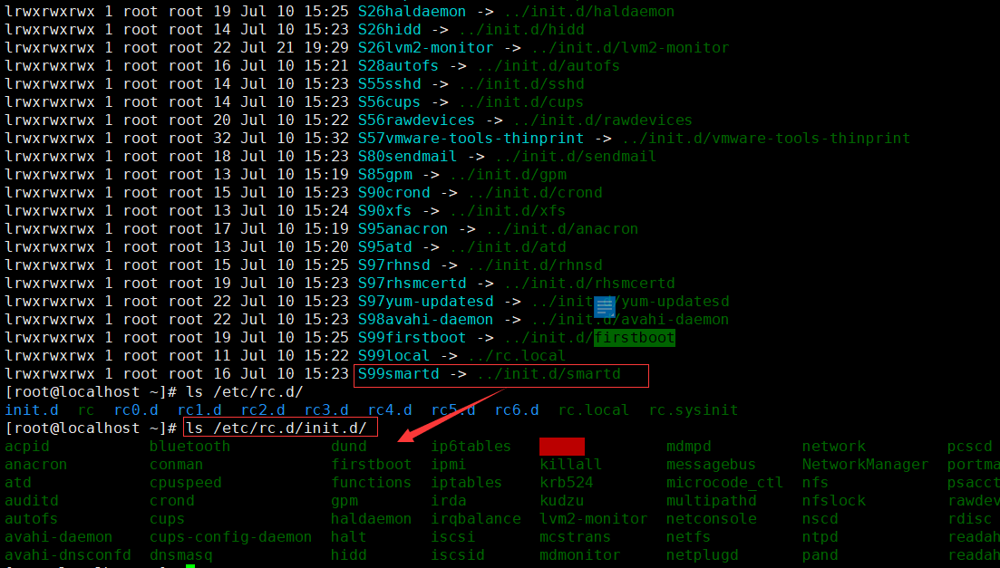 lrwxrwxrwx 1 root root 19 Jul 10 15:25 S26haldaemon -> ../init.d/haldaemon
lrwxrwxrwx 1 root root 14 Jul 10 15:23 S26hidd -> ../init.d/hidd
lrwxrwxrwx 1 root root 22 Jul 21 19:29 S26lvm2-monitor -> ../init.d/lvm2-monitor
lrwxrwxrwx 1 root root 16 Jul 10 15:21 S28autofs -> ../init.d/autofs
lrwxrwxrwx 1 root root 14 Jul 10 15:23 S55sshd -> ../init.d/sshd
lrwxrwxrwx 1 root root 14 Jul 10 15:23 S56cups -> ../init.d/cups
lrwxrwxrwx 1 root root 20 Jul 10 15:22 S56rawdevices -> ../init.d/rawdevices
lrwxrwxrwx 1 root root 32 Jul 10 15:32 S57vmware-tools-thinprint -> ../init.d/vmware-tools-thinprint
lrwxrwxrwx 1 root root 18 Jul 10 15:23 S80sendmail -> ../init.d/sendmail
lrwxrwxrwx 1 root root 13 Jul 10 15:19 S85gpm -> ../init.d/gpm
lrwxrwxrwx 1 root root 15 Jul 10 15:23 S90crond -> ../init.d/crond
lrwxrwxrwx 1 root root 13 Jul 10 15:24 S90xfs -> ../init.d/xfs
lrwxrwxrwx 1 root root 17 Jul 10 15:19 S95anacron -> ../init.d/anacron
lrwxrwxrwx 1 root root 13 Jul 10 15:20 S95atd -> ../init.d/atd
lrwxrwxrwx 1 root root 15 Jul 10 15:25 S97rhnsd -> ../init.d/rhnsd
lrwxrwxrwx 1 root root 19 Jul 10 15:23 S97rhsmcertd -> ../init.d/rhsmcertd
lrwxrwxrwx 1 root root 22 Jul 10 15:23 S97yum-updatesd -> ../init.d/yum-updatesd
lrwxrwxrwx 1 root root 22 Jul 10 15:23 S98avahi-daemon -> ../init.d/avahi-daemon
lrwxrwxrwx 1 root root 19 Jul 10 15:25 S99firstboot -> ../init.d/firstboot
lrwxrwxrwx 1 root root 11 Jul 10 15:22 S99local -> ../rc.local
lrwxrwxrwx 1 root root 16 Jul 10 15:23 S99smartd -> ../init.d/smartd
[root@localhost ~]# ls /etc/rc.d/
init.d rc rc0.d rc1.d rc2.d rc3.d rc4.d rc5.d rc6.d rc.local rc.sysinit
[root@localhost ~]# ls /etc/rc.d/init.d/
acpid bluetooth dund ip6tables mdmpd network pcscd
anacron conman firstboot ipmi killall messagebus NetworkManager portma
atd cpuspeed functions iptables krb524 microcode_ctl nfs psacct
auditd crond gpm irda kudzu multipathd nfslock rawdev
autofs cups haldaemon irqbalance lvm2-monitor netconsole nscd rdisc
avahi-daemon cups-config-daemon halt iscsi mcstrans netfs ntpd readah
avahi-dnsconfd dnsmasq hidd iscsid mdmonitor netplugd pand readah